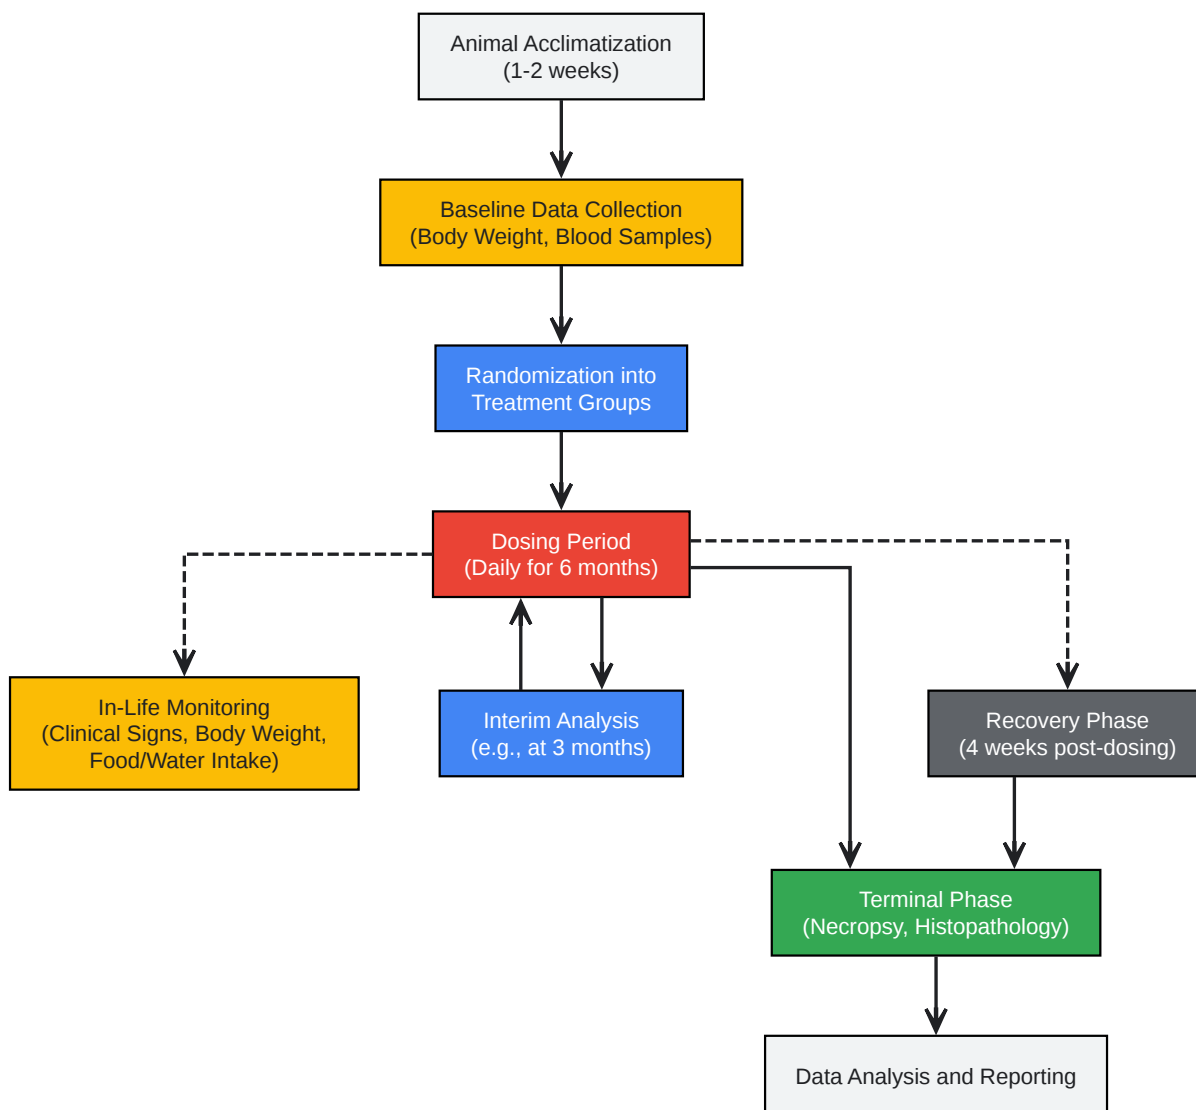 Animal Acclimatization
(1-2 weeks)
Baseline Data Collection
(Body Weight, Blood Samples)
Randomization into
Treatment Groups
Dosing Period
(Daily for 6 months)
In-Life Monitoring
(Clinical Signs, Body Weight,
Food/Water Intake)
Interim Analysis
(e.g., at 3 months)
Recovery Phase
(4 weeks post-dosing)
Terminal Phase
(Necropsy, Histopathology)
Data Analysis and Reporting